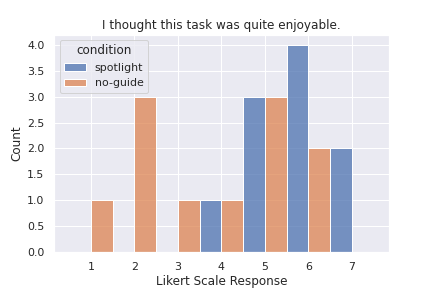 I thought this task was quite enjoyable.
condition
spotlight
no-guide
4.0
3.5
3.0
2.5
2.0
1.5
1.0
0.5
0.0
Count
1 2 3 4 5 6 7
Likert Scale Response